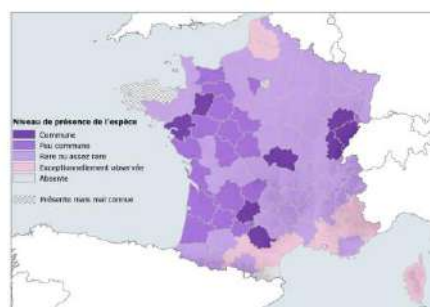 Niveau de présence de l'espèce
Commune
Peu commune
Rare ou assez rare
Exceptionnellement observée
Absente
Présente mais mal connue